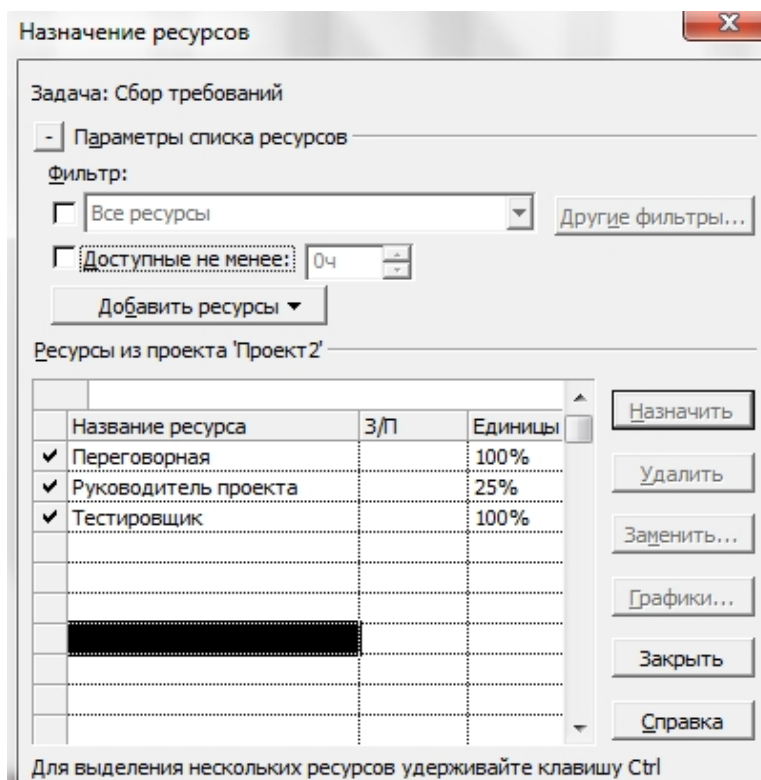 Назначение ресурсов
Задача: Сбор требований
- Параметры списка ресурсов
Фильтр:
Все ресурсы Другие фильтры...
Доступные не менее: 0ч
Добавить ресурсы
Ресурсы из проекта 'Проект2'
Название ресурса З/П Единицы
Назначить
Переговорная 100%
Руководитель проекта 25%
Удалить
Тестировщик 100%
Заменить...
Графики...
Закрыть
Справка
Для выделения нескольких ресурсов удерживайте клавишу Ctrl